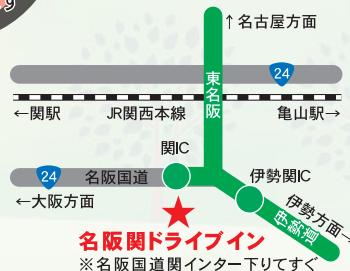 9
↑名古屋方面
24
東名阪
←関駅
JR関西本線
亀山駅→
関IC
伊勢関IC
24
名阪国道
←大阪方面
伊勢方面→
伊勢道
名阪関ドライブイン
※名阪国道関インター下りてすぐ